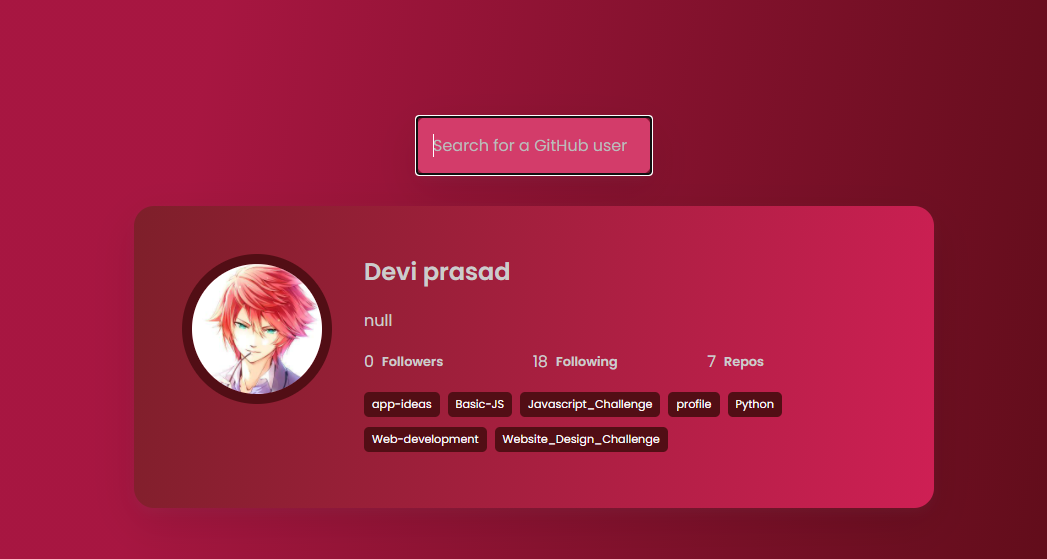 Search for a GitHub user
Devi prasad
null
0 Followers 18 Following 7 Repos
app-ideas Basic-JS Javascript_Challenge profile Python
Web-development Website_Design_Challenge